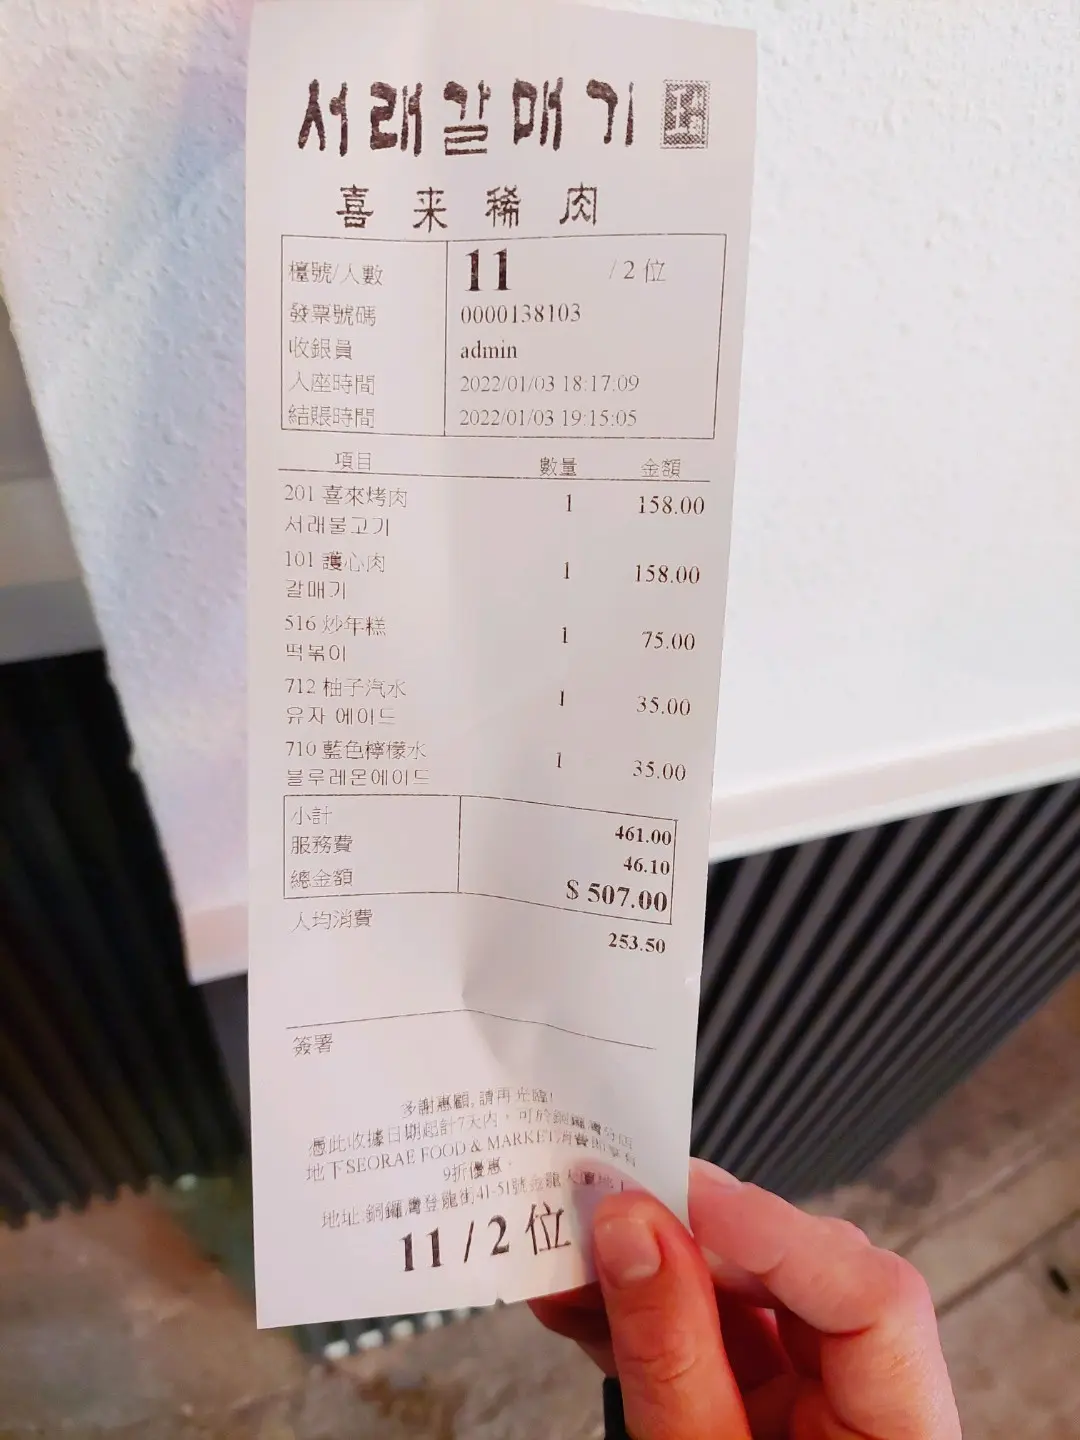 서래갈매기
喜来稀肉
檯號/人數 11 / 2 位
發票號碼 0000138103
收銀員 admin
入座時間 2022/01/03 18:17:09
結賬時間 2022/01/03 19:15:05
項目 數量 金額
201 喜來烤肉 1 158.00
서래불고기
101 護心肉 1 158.00
갈매기
516 炒年糕 1 75.00
떡볶이
712 柚子汽水 1 35.00
유자 에이드
710 藍色檸檬水 1 35.00
블루레몬에이드
小計 461.00
服務費 46.10
總金額 $ 507.00
人均消費 253.50
簽署
多謝惠顧, 請再光臨!
憑此收據日期起計7天內，可於銅鑼灣分店
地下SEORAE FOOD & MARKET消費即享有
9折優惠。
地址:銅鑼灣登龍街41-51號金龍大廈地
11 / 2 位